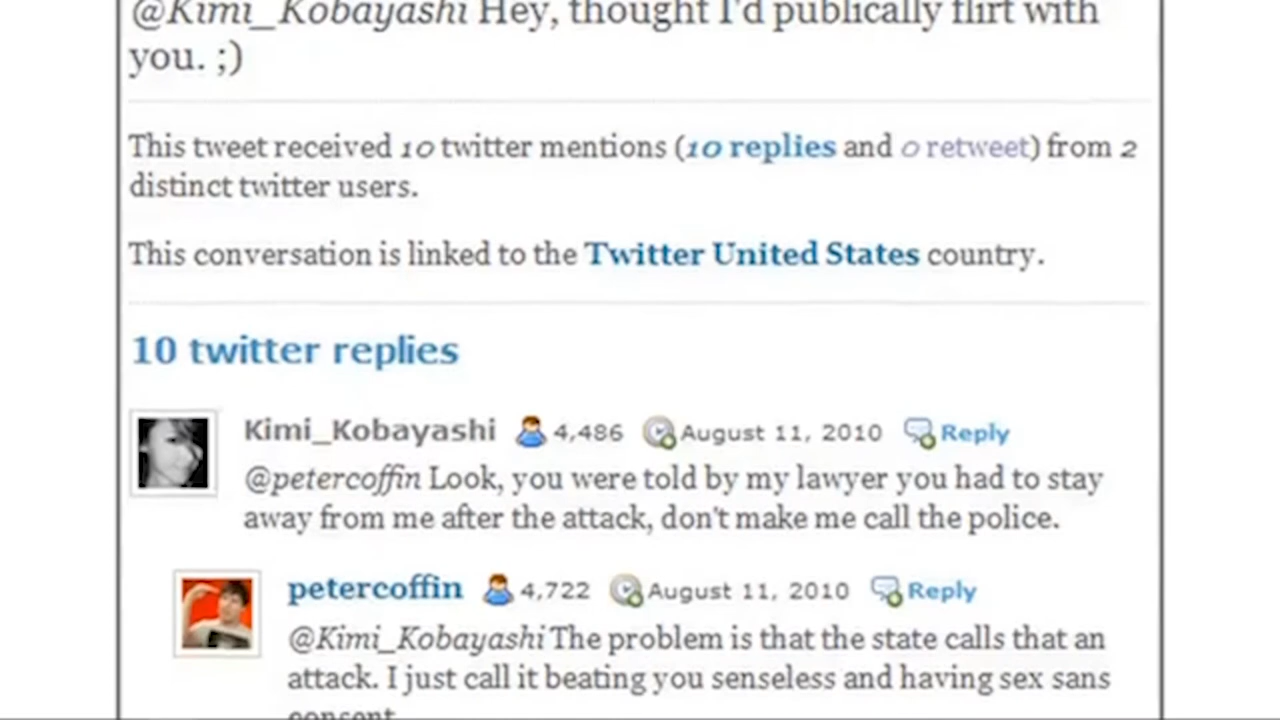 @Kimi_Kobayashi Hey, thought I'd publically flirt with
you. ;)
This tweet received 10 twitter mentions (10 replies and 0 retweet) from 2
distinct twitter users.
This conversation is linked to the Twitter United States country.
10 twitter replies
Kimi_Kobayashi 4,486 August 11, 2010 Reply
@petercoffin Look, you were told by my lawyer you had to stay
away from me after the attack, don't make me call the police.
petercoffin 4,722 August 11, 2010 Reply
@Kimi_Kobayashi The problem is that the state calls that an
attack. I just call it beating you senseless and having sex sans
consent